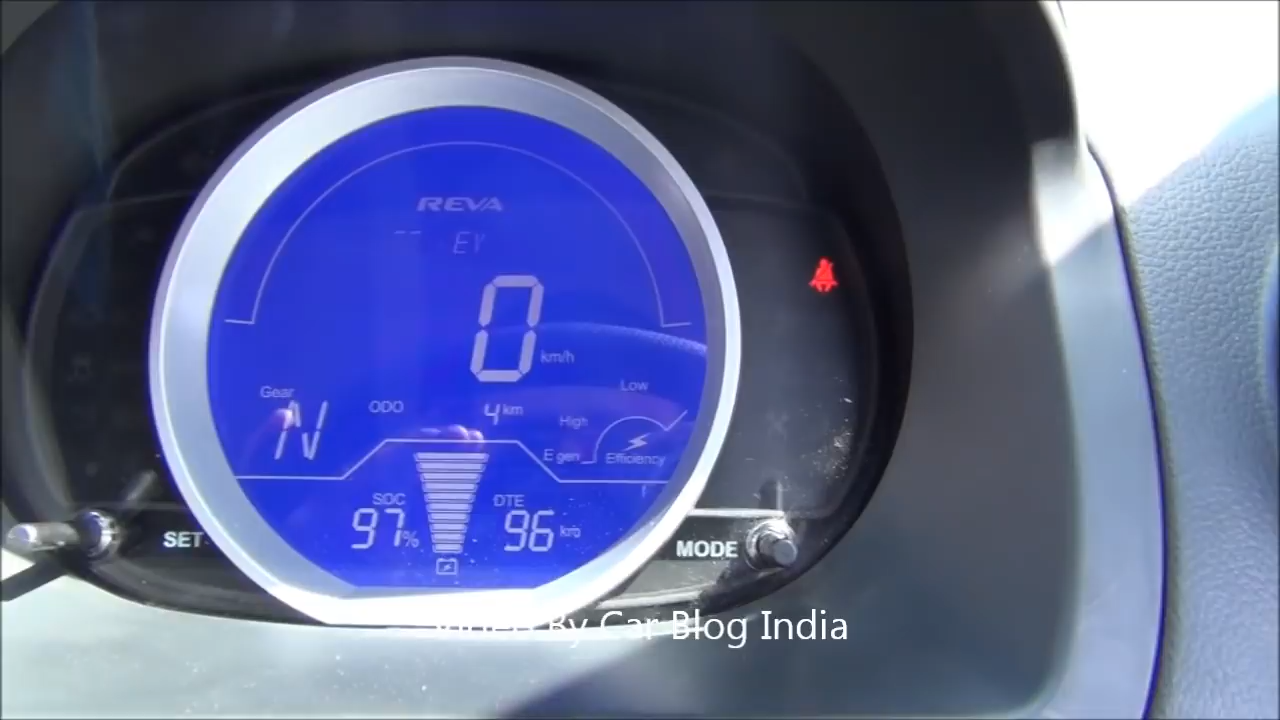 REVA
-- EV
0 km/h
Low
Gear
N
ODO 4 km
High
E gen
Efficiency
SOC
97%
DTE
96 km
SET
MODE
By Car Blog India